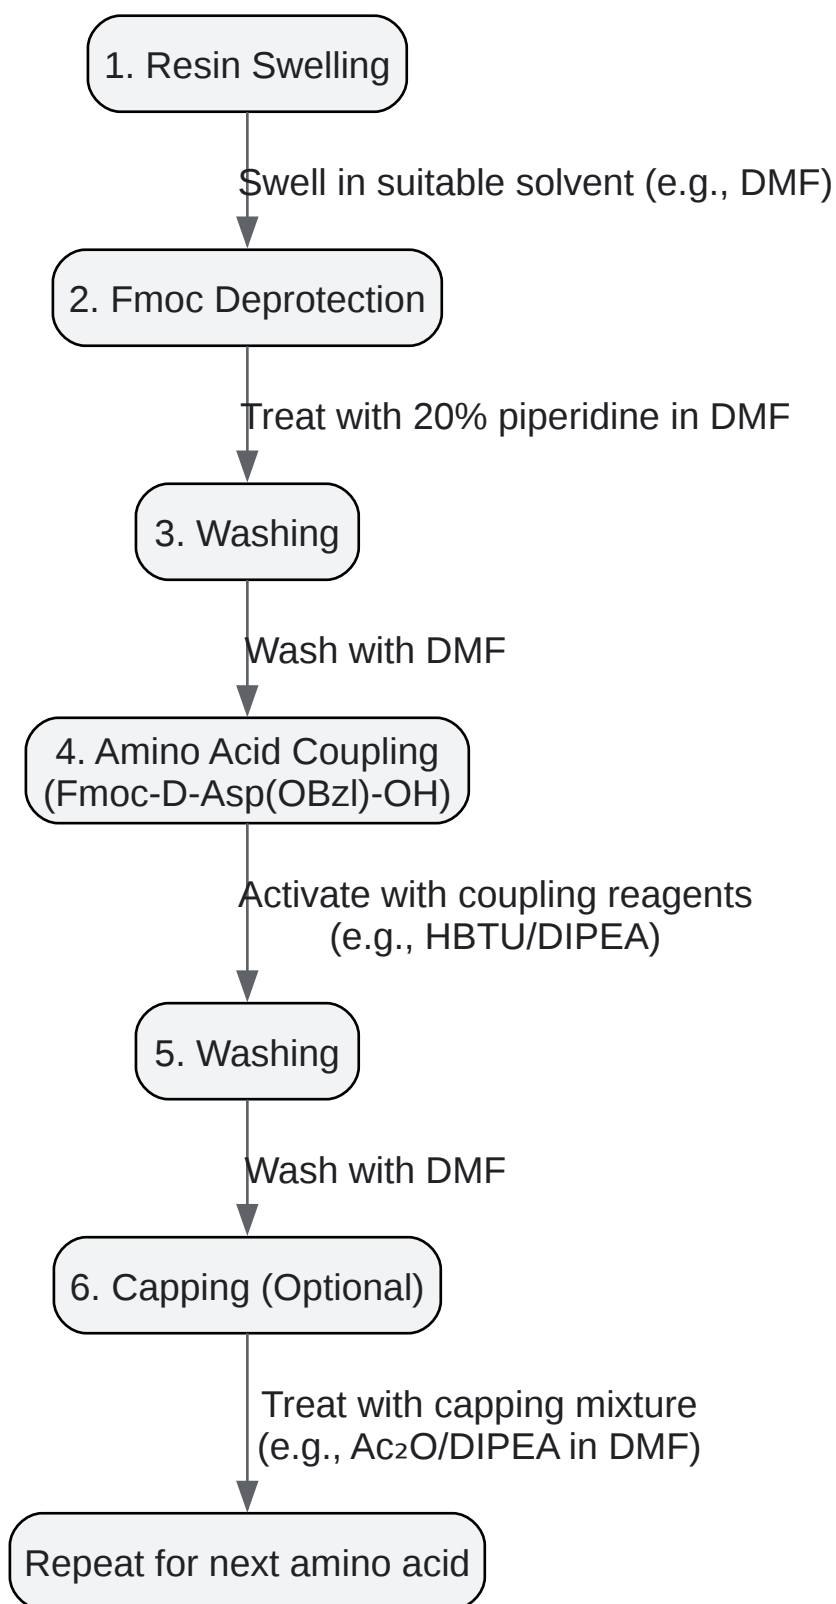 1. Resin Swelling
Swell in suitable solvent (e.g., DMF)
2. Fmoc Deprotection
Treat with 20% piperidine in DMF
3. Washing
Wash with DMF
4. Amino Acid Coupling
(Fmoc-D-Asp(OBzl)-OH)
Activate with coupling reagents
(e.g., HBTU/DIPEA)
5. Washing
Wash with DMF
6. Capping (Optional)
Treat with capping mixture
(e.g., Ac₂O/DIPEA in DMF)
Repeat for next amino acid